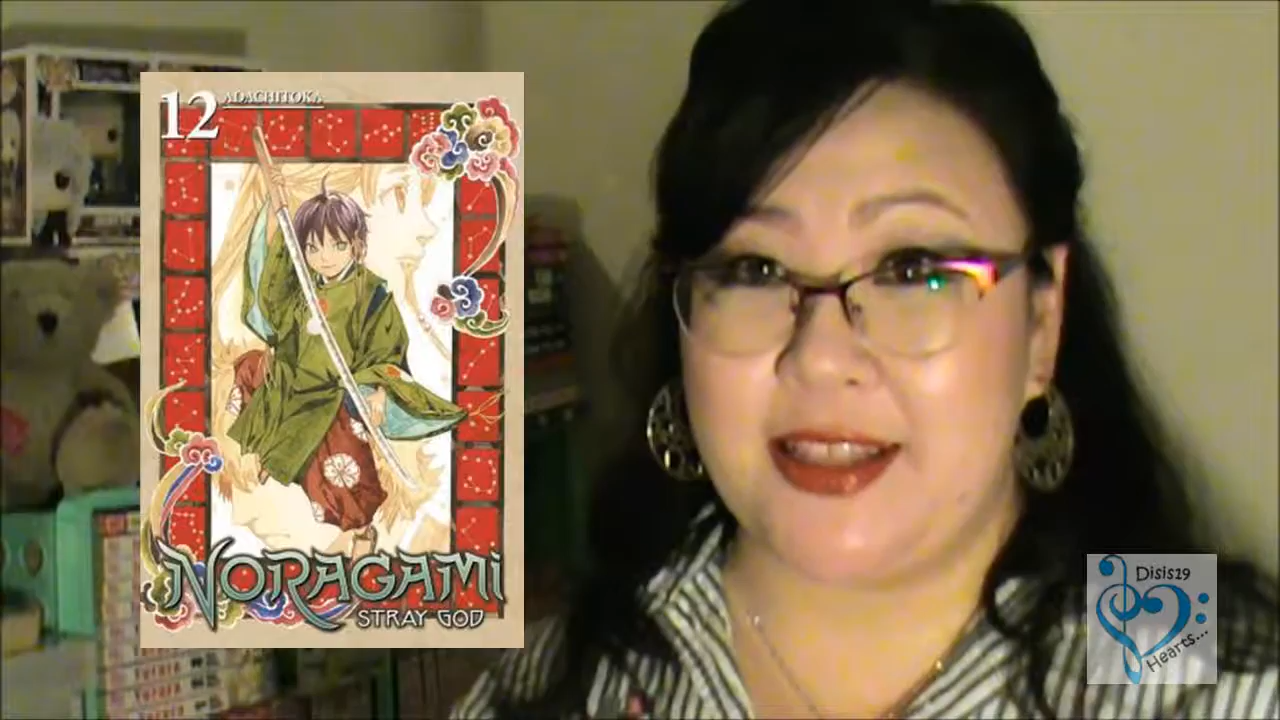 12
ADACHITOKA
NORAGAMI
STRAY GOD
Disis29
Hearts...